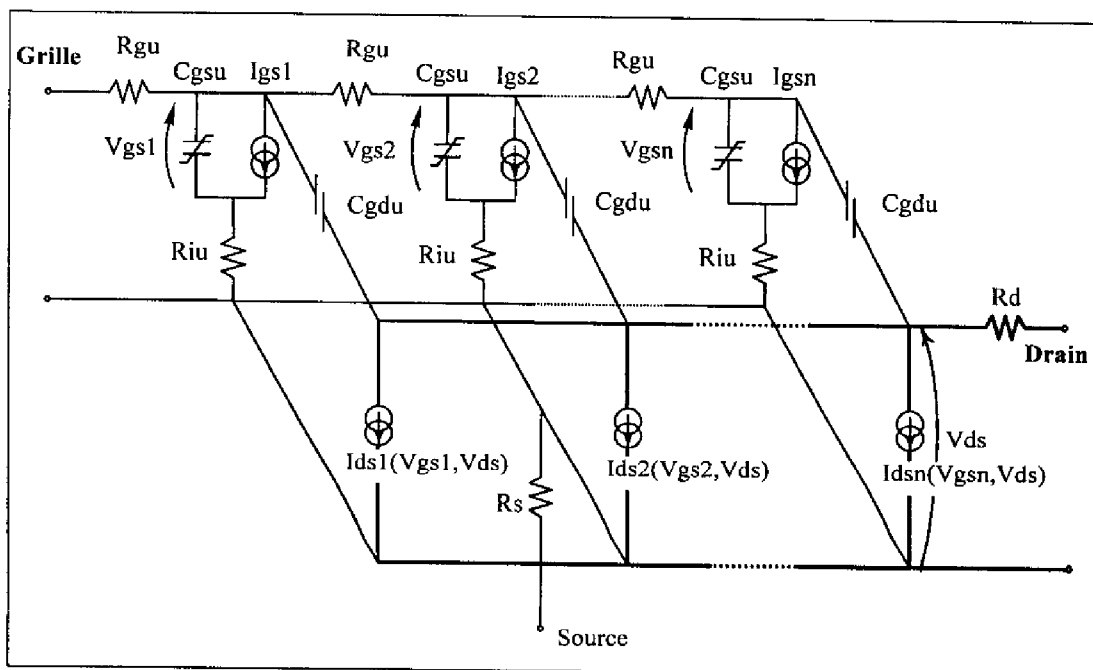 Grille
Rgu
Cgsu
Igs1
Rgu
Cgsu
Igs2
Rgu
Cgsu
Igsn
Vgs1
Vgs2
Vgsn
Cgdu
Cgdu
Cgdu
Riu
Riu
Riu
Rd
Drain
Ids1(Vgs1,Vds)
Rs
Ids2(Vgs2,Vds)
Vds
Idsn(Vgsn,Vds)
Source